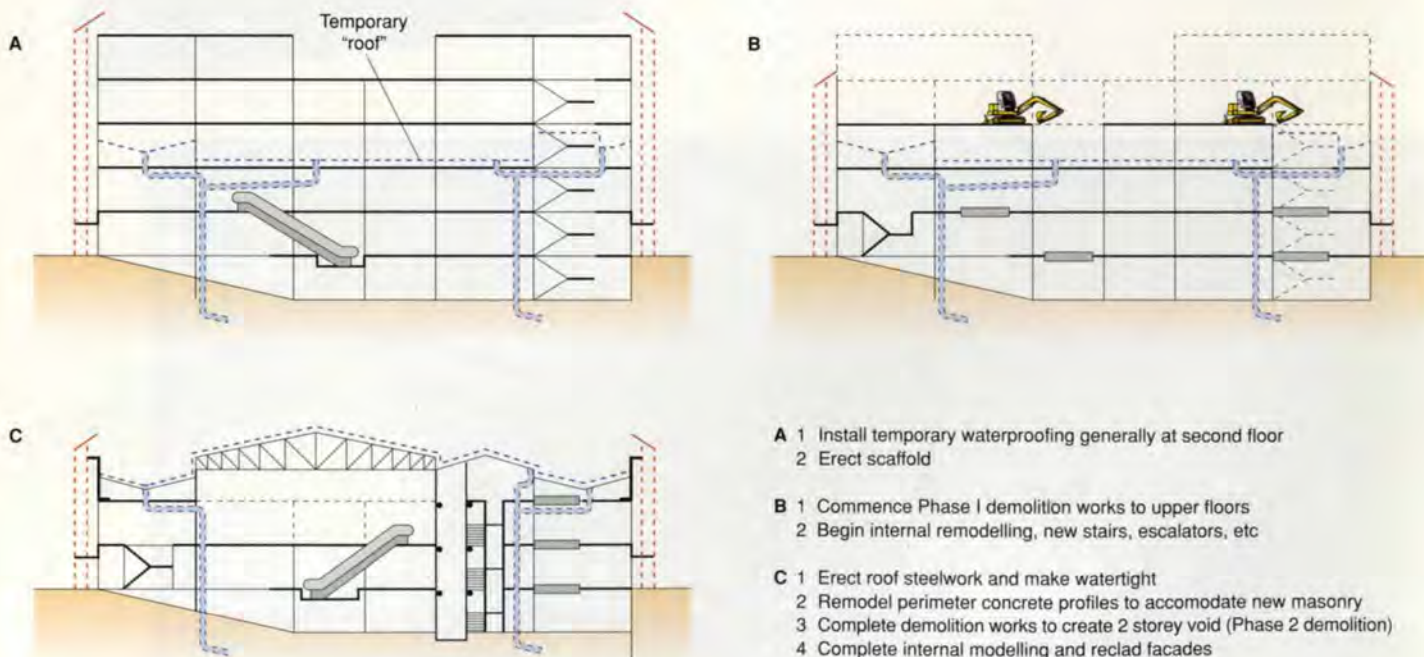 A
Temporary
"roof"
B
C
A 1 Install temporary waterproofing generally at second floor
2 Erect scaffold
B 1 Commence Phase I demolition works to upper floors
2 Begin internal remodelling, new stairs, escalators, etc
C 1 Erect roof steelwork and make watertight
2 Remodel perimeter concrete profiles to accomodate new masonry
3 Complete demolition works to create 2 storey void (Phase 2 demolition)
4 Complete internal modelling and reclad facades